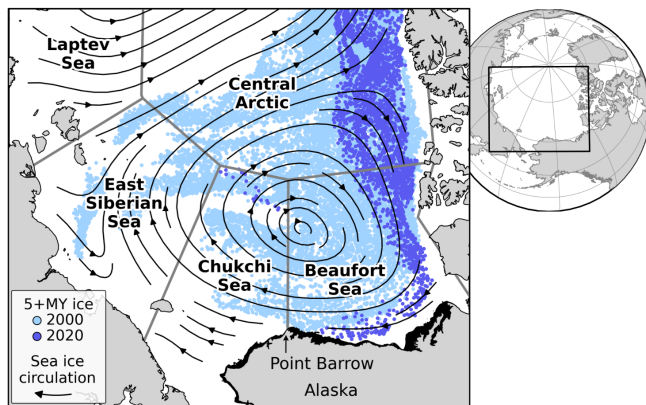 Laptev
Sea
Central
Arctic
East
Siberian
Sea
Chukchi
Sea
Beaufort
Sea
5+MY ice
2000
2020
Sea ice
circulation
Point Barrow
Alaska